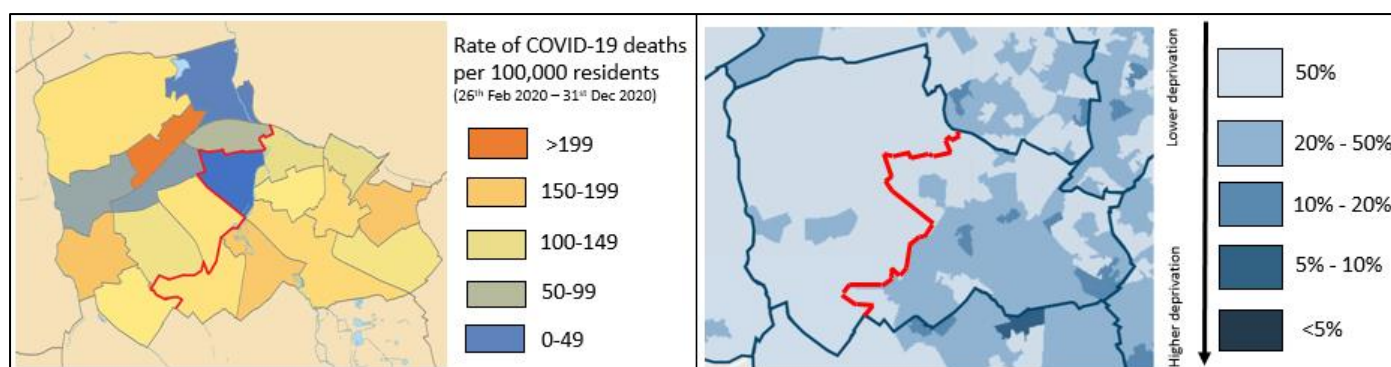 Rate of COVID-19 deaths
per 100,000 residents
(26th Feb 2020 – 31st Dec 2020)
>199
150-199
100-149
50-99
0-49
Lower deprivation
Higher deprivation
50%
20% - 50%
10% - 20%
5% - 10%
<5%